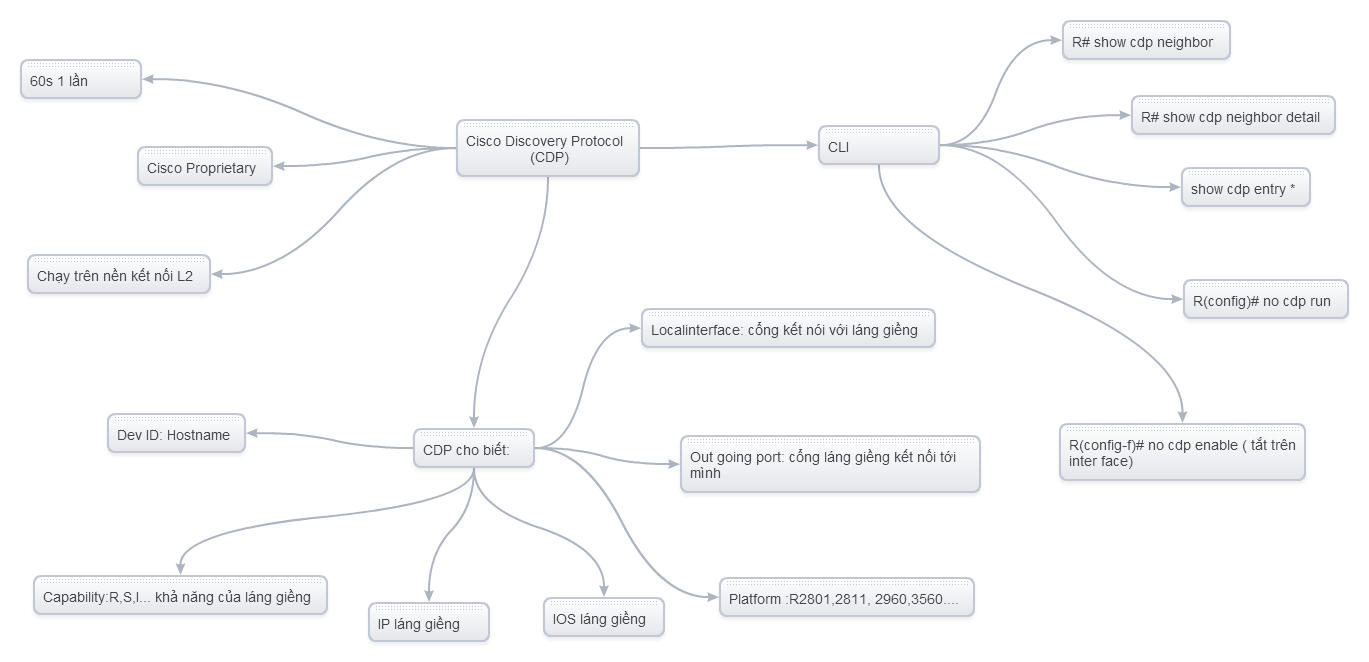 R# show cdp neighbor
60s 1 lần
R# show cdp neighbor detail
Cisco Discovery Protocol
(CDP)
CLI
Cisco Proprietary
show cdp entry *
Chạy trên nền kết nối L2
R(config)# no cdp run
Localinterface: cổng kết nói với láng giềng
Dev ID: Hostname
CDP cho biết:
Out going port: cổng láng giềng kết nối tới
mình
R(config-f)# no cdp enable ( tắt trên
inter face)
Capability:R,S,I... khả năng của láng giềng
IP láng giềng
IOS láng giềng
Platform :R2801,2811, 2960,3560....